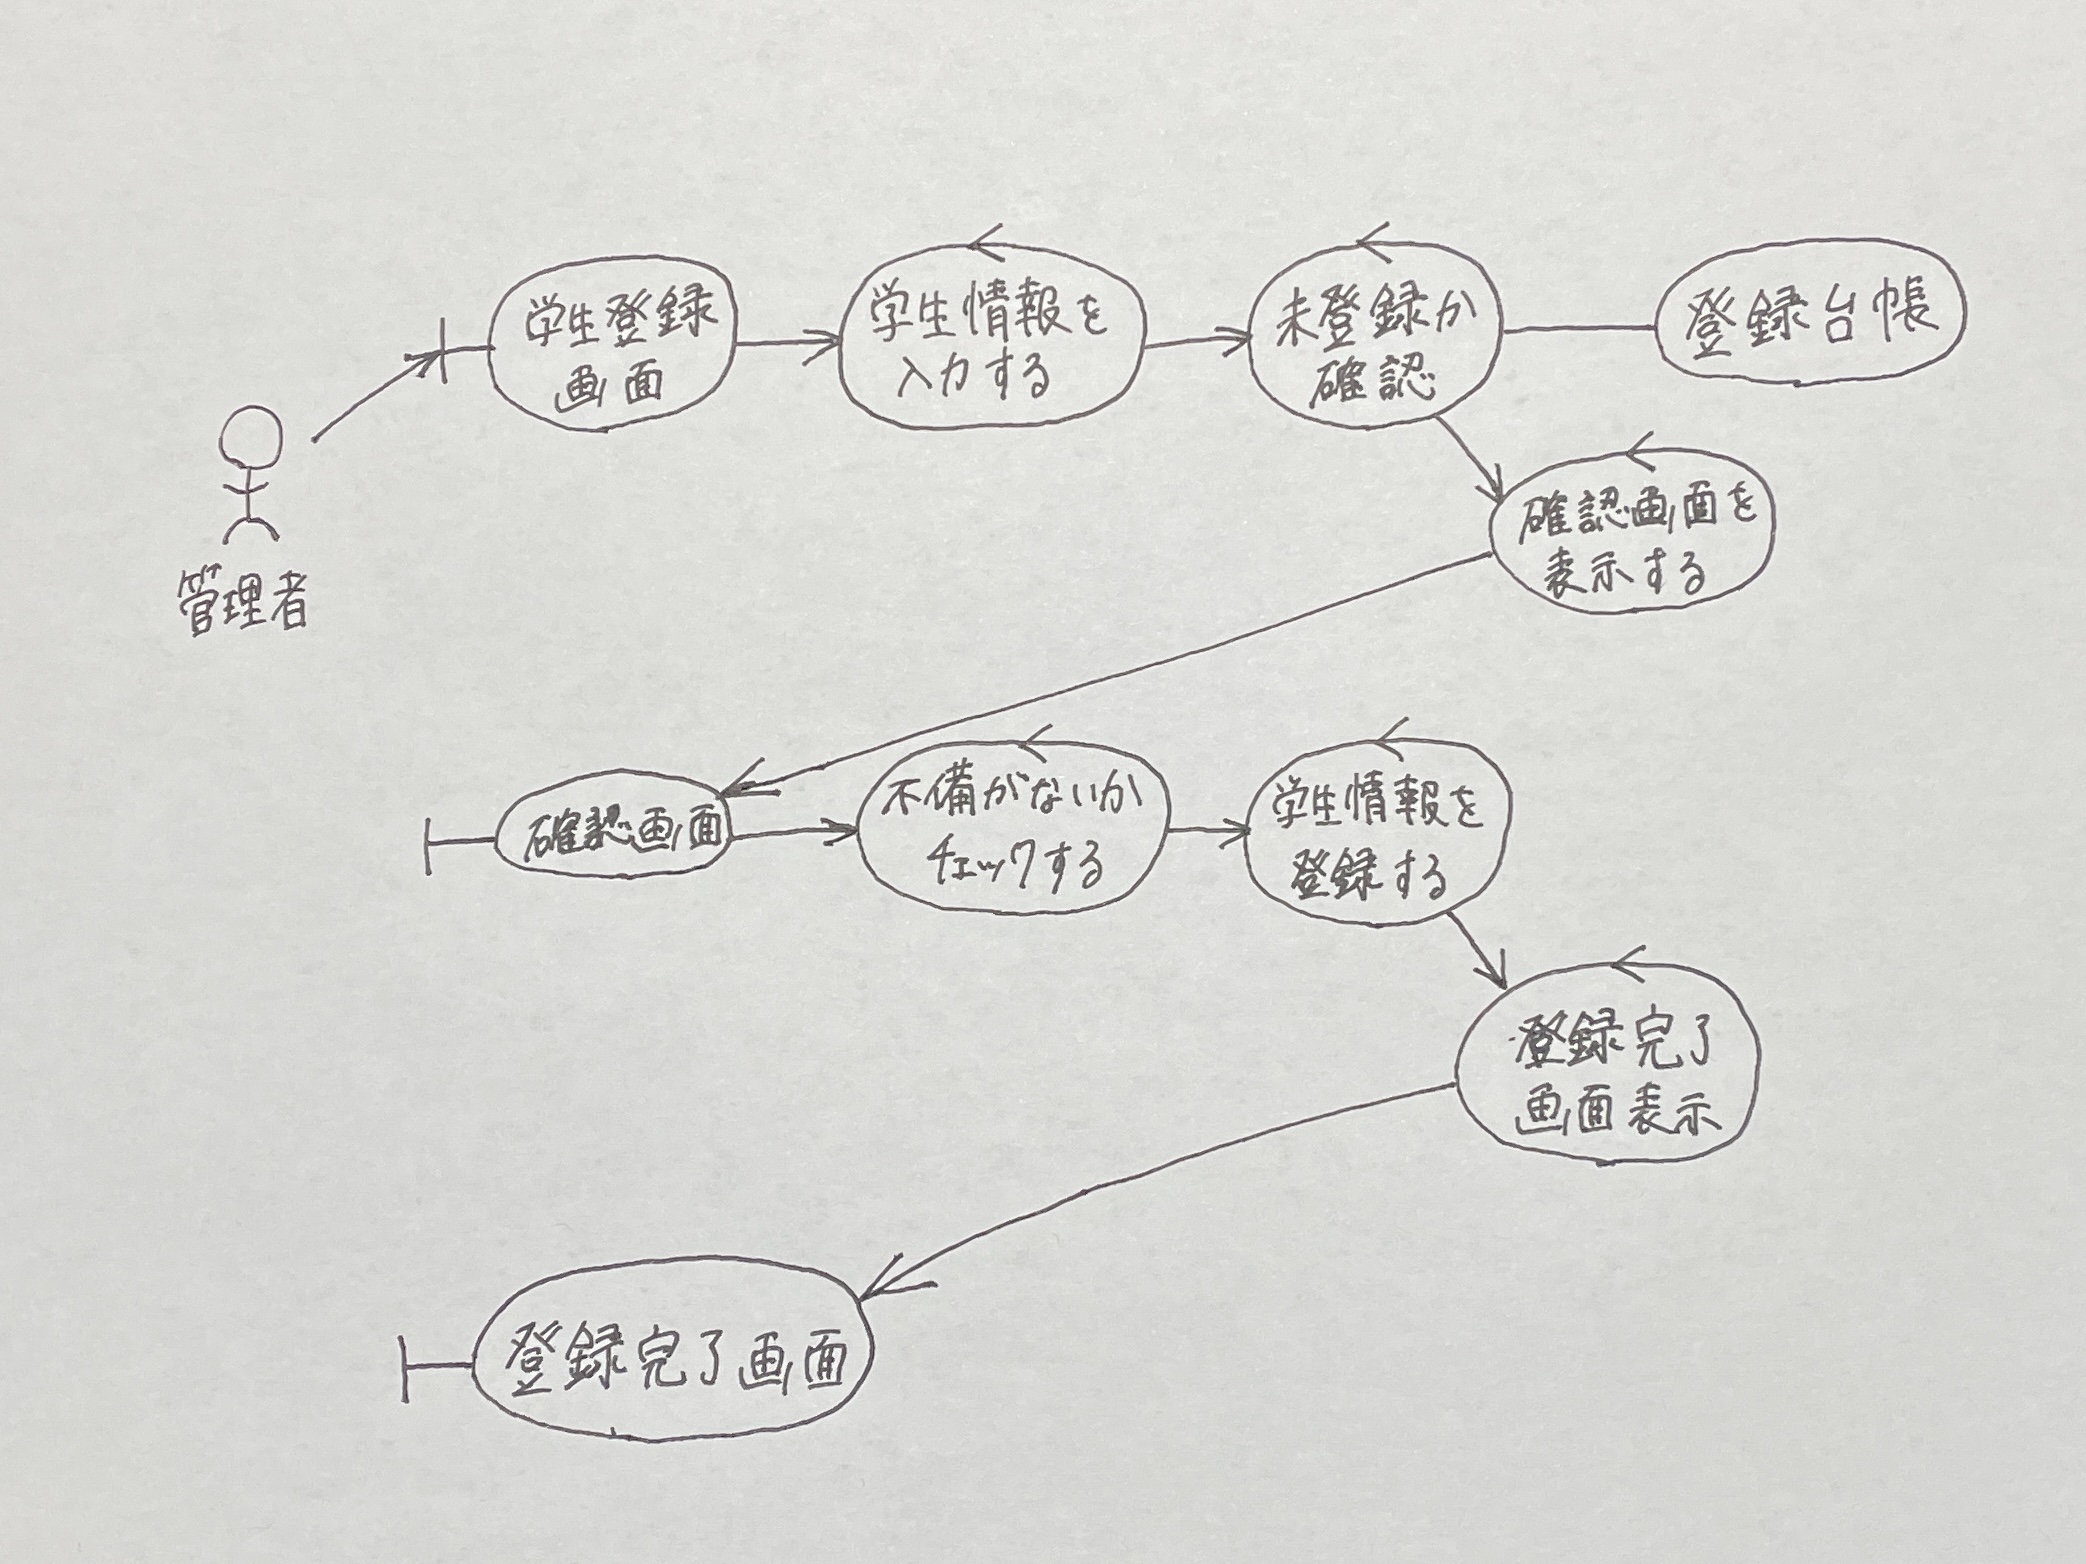 学生登録
画面
学生情報を
入力する
未登録か
確認
登録台帳
管理者
確認画面を
表示する
確認画面
不備がないか
チェックする
学生情報を
登録する
登録完了
画面表示
登録完了画面